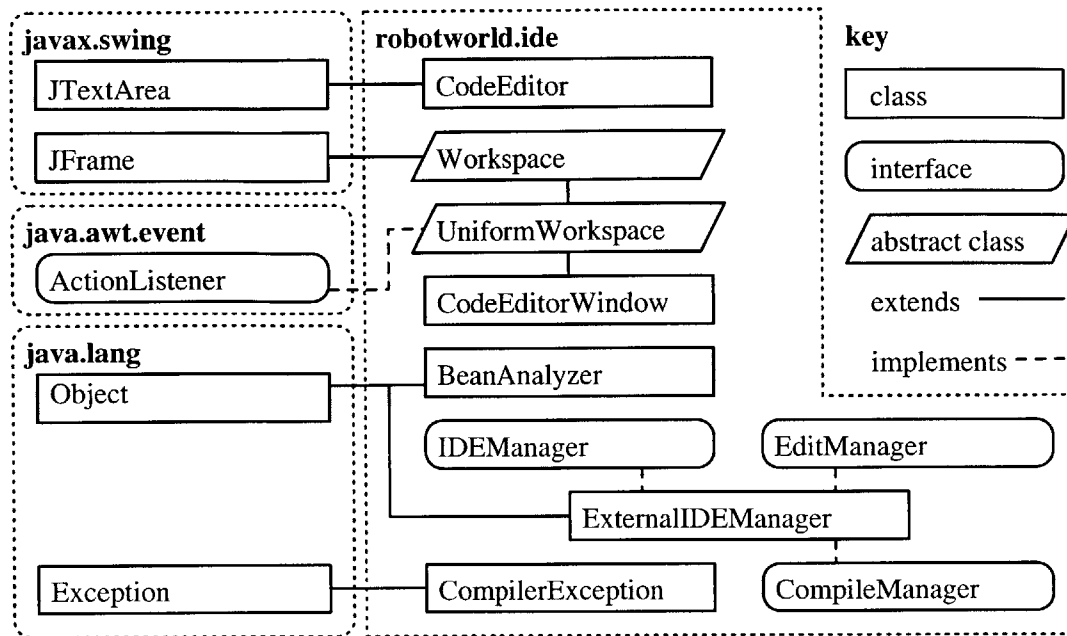 javax.swing
JTextArea
JFrame
java.awt.event
ActionListener
java.lang
Object
Exception
robotworld.ide
CodeEditor
Workspace
UniformWorkspace
CodeEditorWindow
BeanAnalyzer
IDEManager
EditManager
ExternalIDEManager
CompilerException
CompileManager
key
class
interface
abstract class
extends
implements